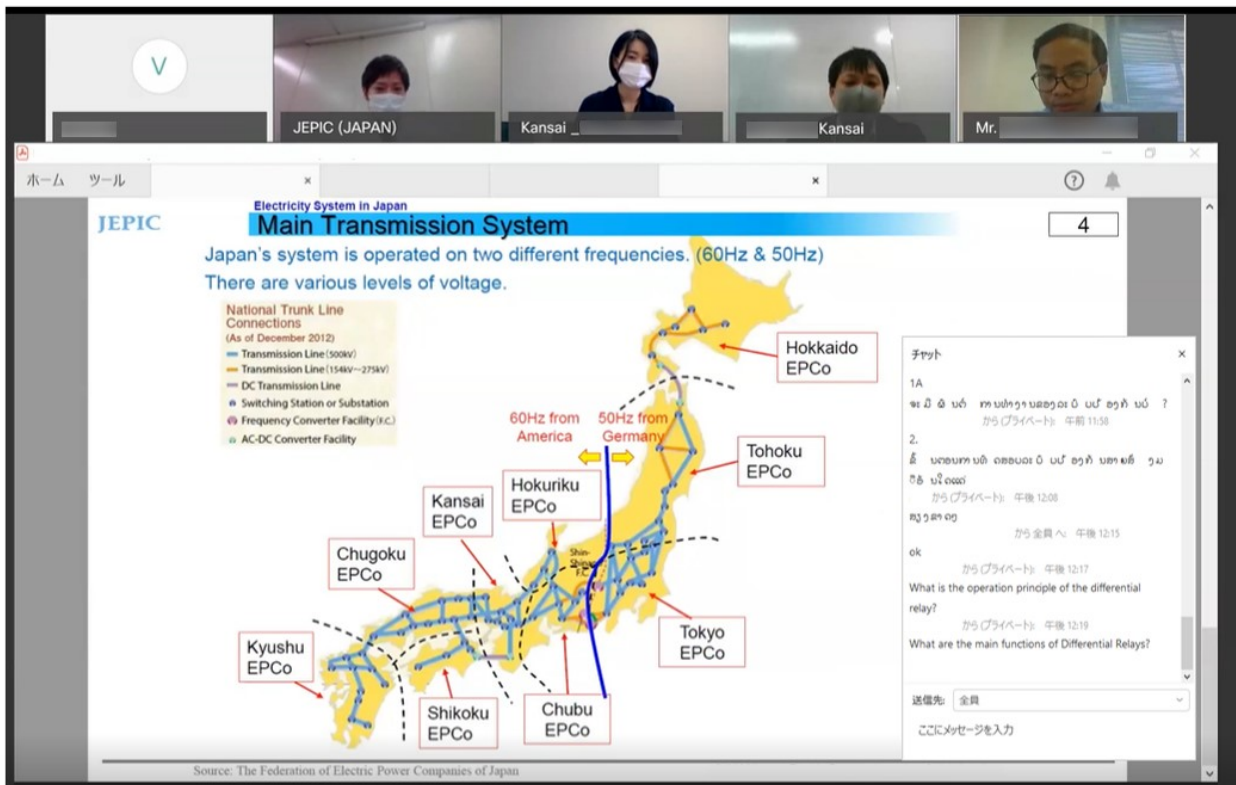 V
JEPIC (JAPAN)
Kansai _
Kansai
Mr.
ホーム ツール
JEPIC
Electricity System in Japan
Main Transmission System
4
Japan's system is operated on two different frequencies. (60Hz & 50Hz)
There are various levels of voltage.
National Trunk Line
Connections
(As of December 2012)
Transmission Line(500kV)
Transmission Line(154kV~275kV)
DC Transmission Line
Switching Station or Substation
Frequency Converter Facility(F.C.)
AC-DC Converter Facility
60Hz from
America
50Hz from
Germany
Hokkaido
EPCo
Tohoku
EPCo
Hokuriku
EPCo
Kansai
EPCo
Chugoku
EPCo
Shin-
F.C.
Kyushu
EPCo
Shikoku
EPCo
Chubu
EPCo
Tokyo
EPCo
Source: The Federation of Electric Power Companies of Japan
チャット
1A
?
から (プライベート): 午前 11:58
2.
から (プライベート): 午後 12:08
から 全員 へ: 午後 12:15
ok
から (プライベート): 午後 12:17
What is the operation principle of the differential
relay?
から (プライベート): 午後 12:19
What are the main functions of Differential Relays?
送信先: 全員
ここにメッセージを入力